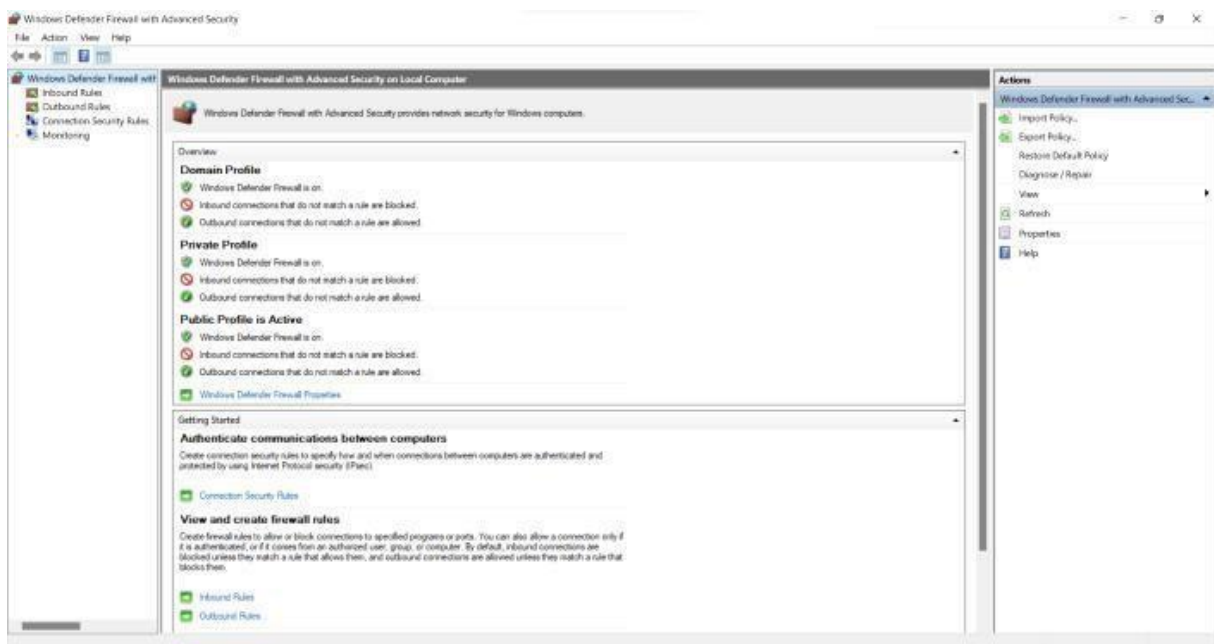 Windows Defender Firewall with Advanced Security
File Action View Help
Windows Defender Firewall with
Inbound Rules
Outbound Rules
Connection Security Rules
Monitoring
Windows Defender Firewall with Advanced Security on Local Computer
Windows Defender Firewall with Advanced Security provides network security for Windows computers.
Overview
Domain Profile
Windows Defender Firewall is on.
Inbound connections that do not match a rule are blocked.
Outbound connections that do not match a rule are allowed.
Private Profile
Windows Defender Firewall is on.
Inbound connections that do not match a rule are blocked.
Outbound connections that do not match a rule are allowed.
Public Profile is Active
Windows Defender Firewall is on.
Inbound connections that do not match a rule are blocked.
Outbound connections that do not match a rule are allowed.
Windows Defender Firewall Properties
Getting Started
Authenticate communications between computers
Create connection security rules to specify how and when connections between computers are authenticated and
protected by using Internet Protocol security (IPsec).
Connection Security Rules
View and create firewall rules
Create firewall rules to allow or block connections to specified programs or ports. You can also allow a connection only if
it is authenticated, or if it comes from an authorized user, group, or computer. By default, inbound connections are
blocked unless they match a rule that allows them, and outbound connections are allowed unless they match a rule that
blocks them.
Inbound Rules
Outbound Rules
Actions
Windows Defender Firewall with Advanced Sec...
Import Policy...
Export Policy...
Restore Default Policy
Diagnose / Repair
View
Refresh
Properties
Help